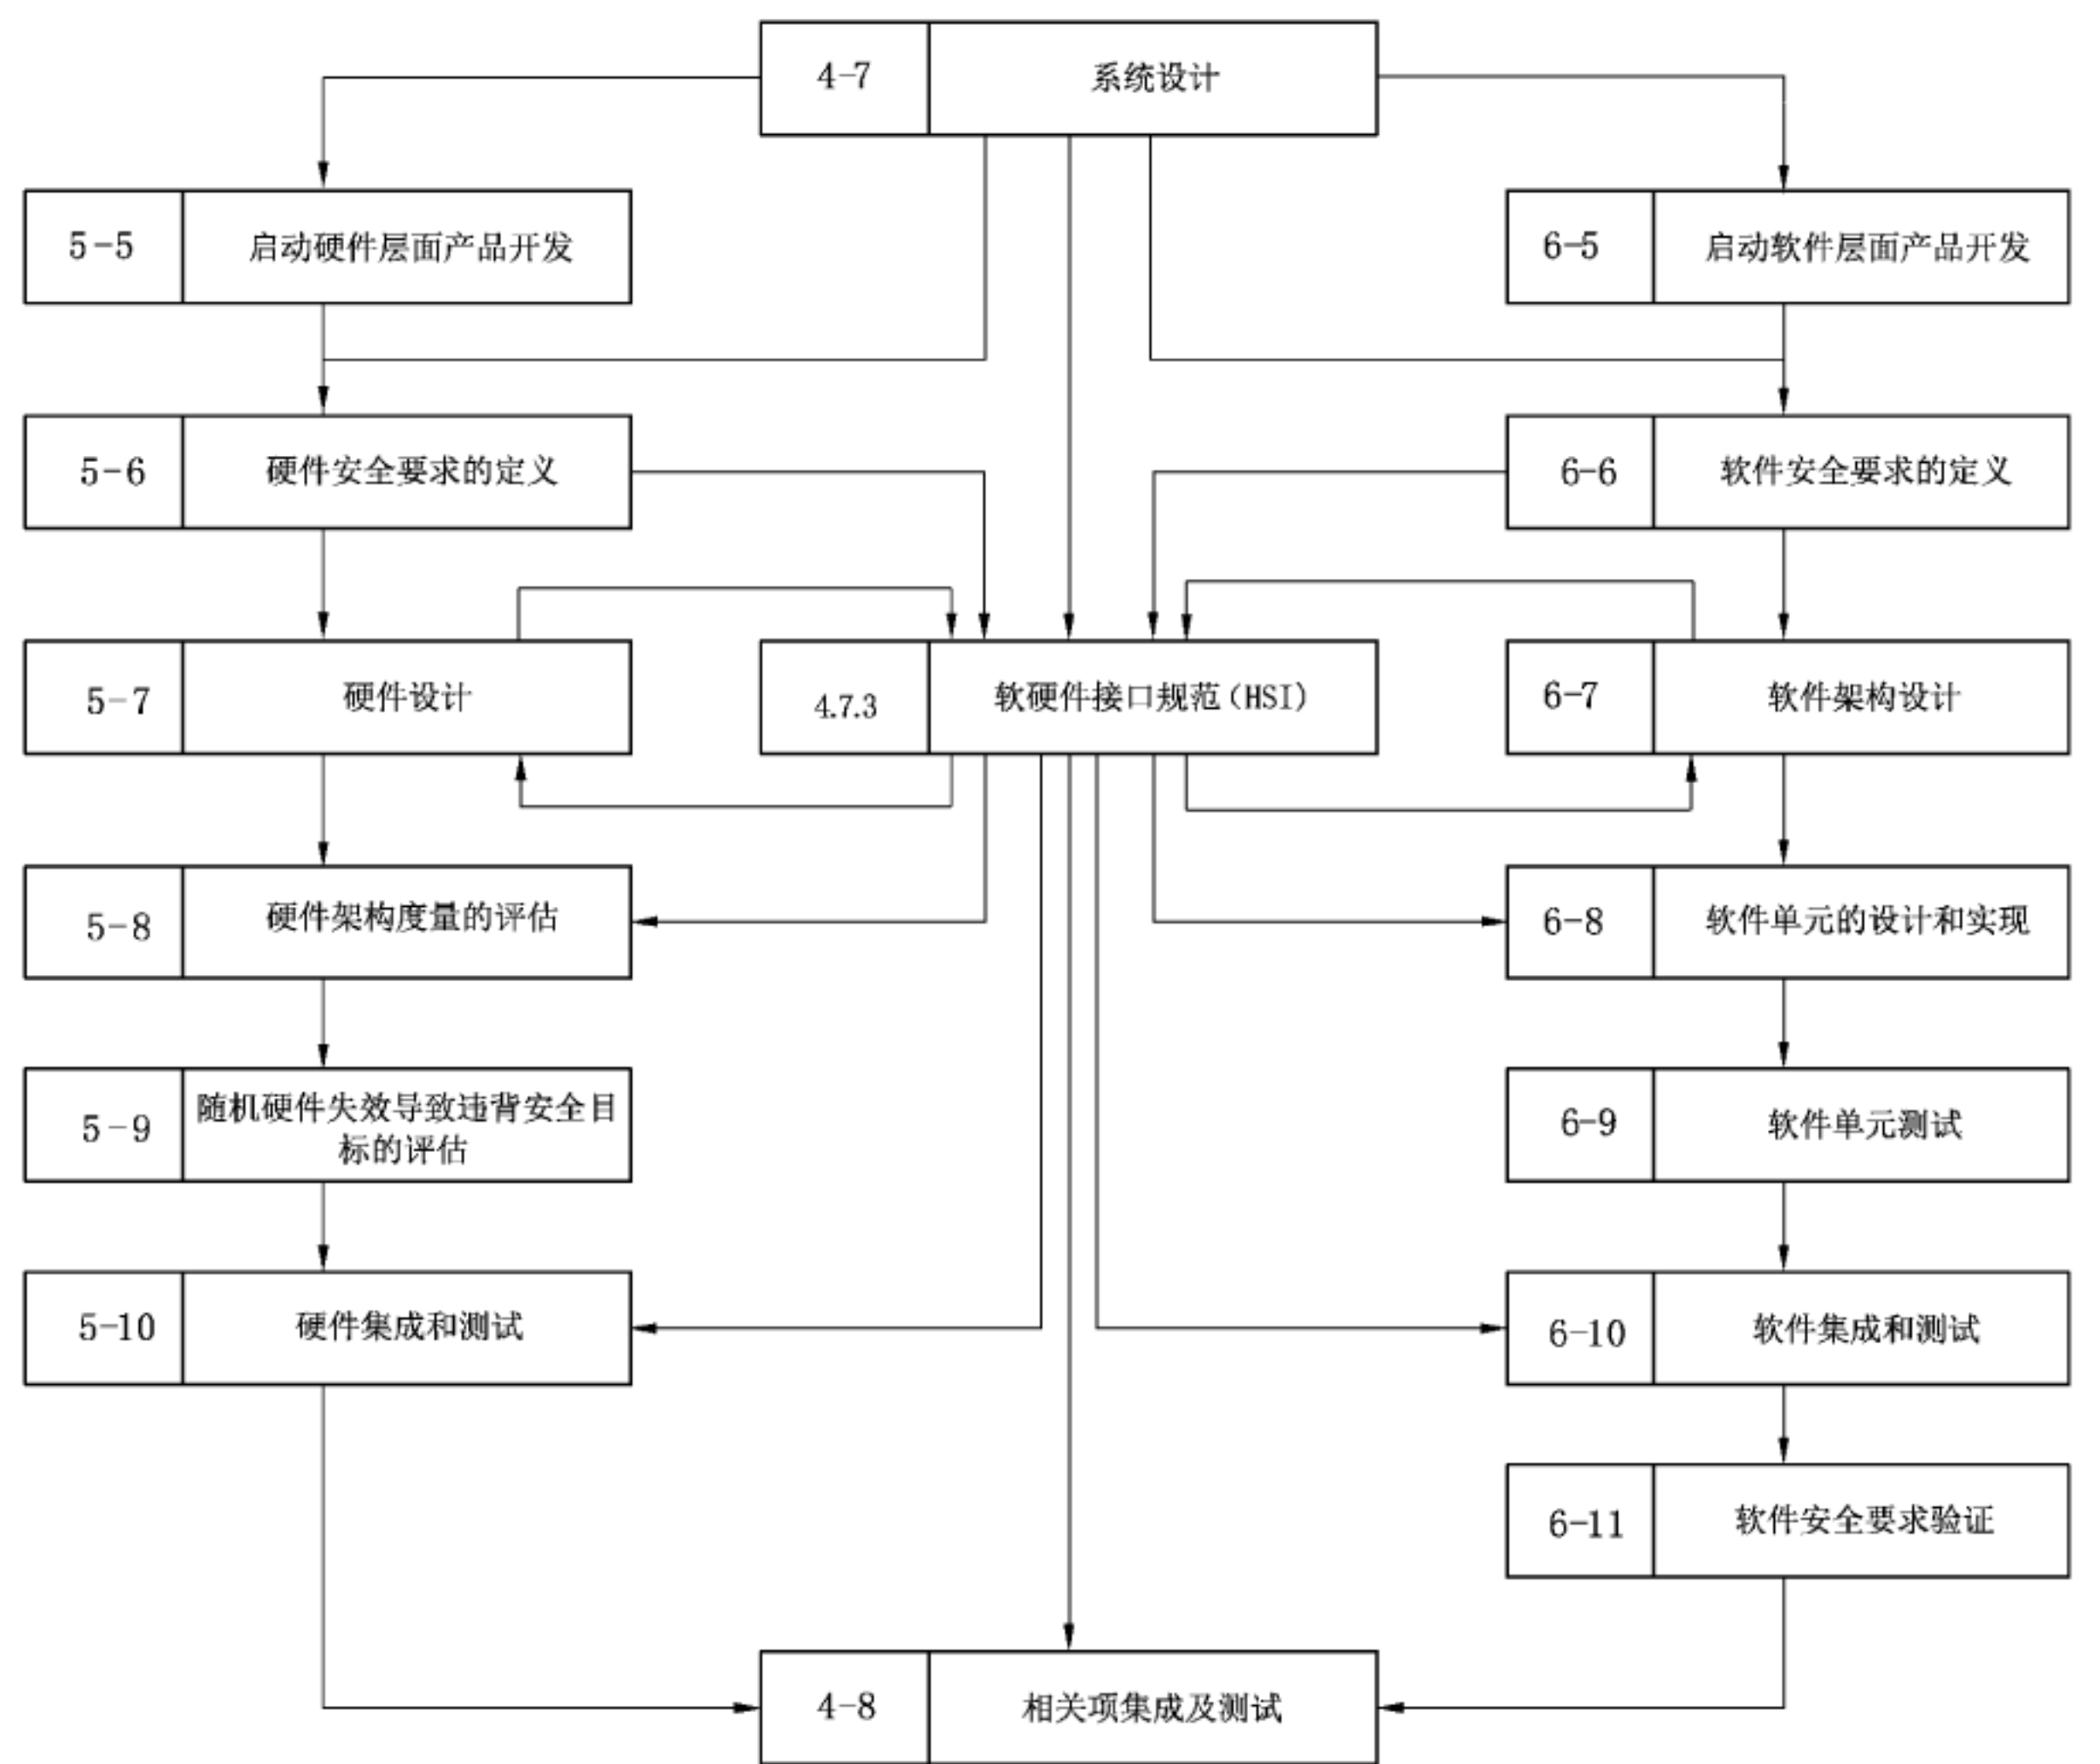 4-7 系统设计
5-5 启动硬件层面产品开发
6-5 启动软件层面产品开发
5-6 硬件安全要求的定义
6-6 软件安全要求的定义
5-7 硬件设计
4.7.3 软硬件接口规范(HSI)
6-7 软件架构设计
5-8 硬件架构度量的评估
6-8 软件单元的设计和实现
5-9 随机硬件失效导致违背安全目
标的评估
6-9 软件单元测试
5-10 硬件集成和测试
6-10 软件集成和测试
6-11 软件安全要求验证
4-8 相关项集成及测试